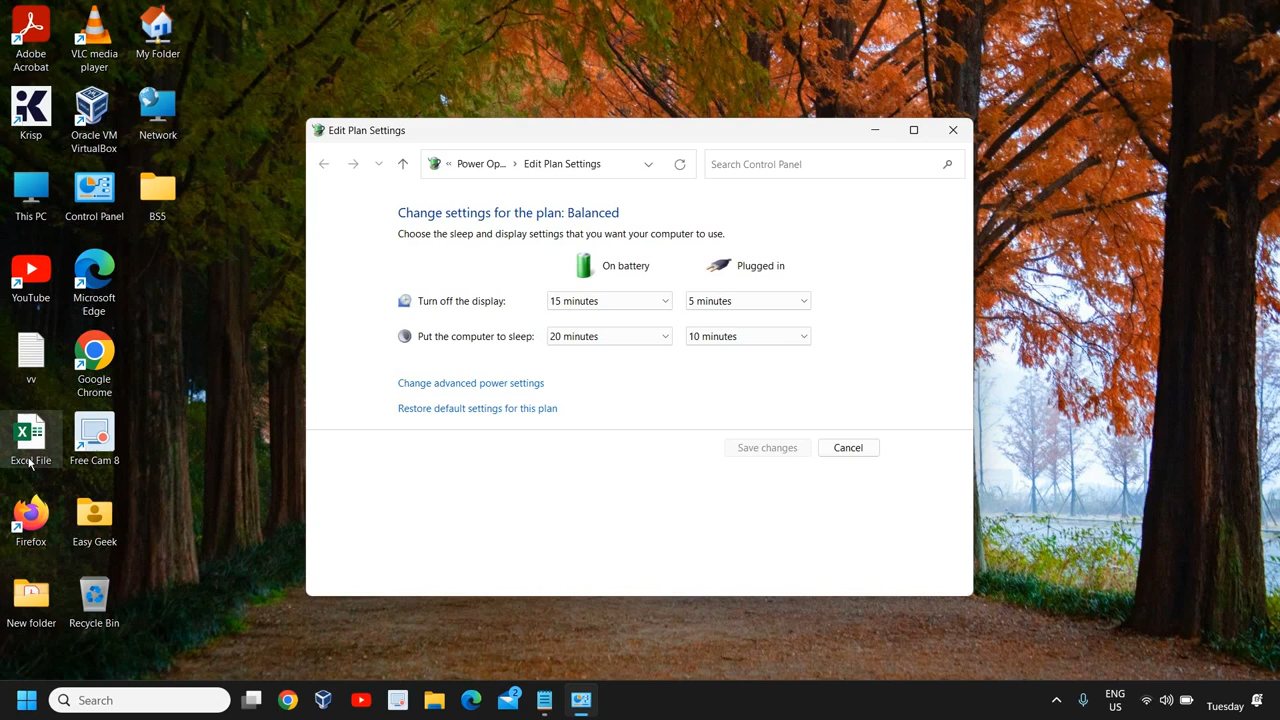 Adobe
Acrobat
VLC media
player
My Folder
Krisp
Oracle VM
VirtualBox
Network
This PC
Control Panel
BS5
YouTube
Microsoft
Edge
vv
Google
Chrome
Excel File
Free Cam 8
Firefox
Easy Geek
New folder
Recycle Bin
Edit Plan Settings
« Power Op... › Edit Plan Settings
Search Control Panel
Change settings for the plan: Balanced
Choose the sleep and display settings that you want your computer to use.
On battery
Plugged in
Turn off the display:
15 minutes
5 minutes
Put the computer to sleep:
20 minutes
10 minutes
Change advanced power settings
Restore default settings for this plan
Save changes
Cancel
Search
2
ENG
US
Tuesday